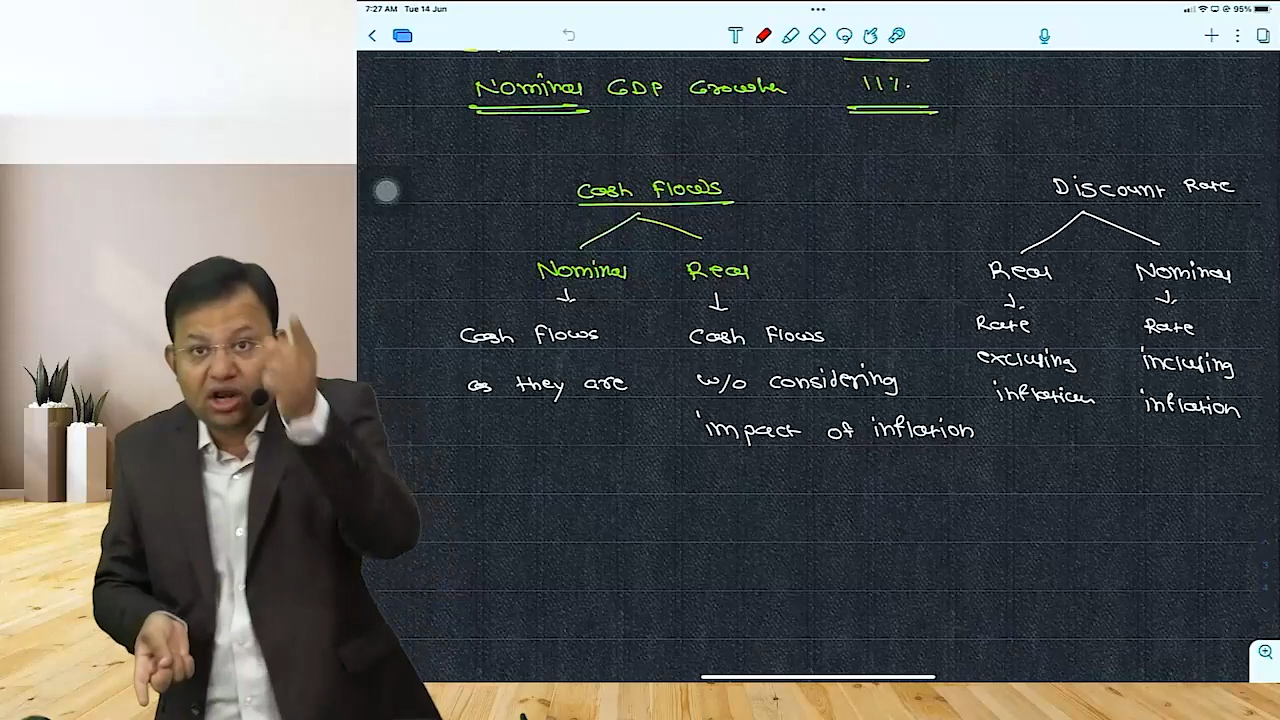 7:27 AM Tue 14 Jun
95%
T
Nominal GDP Growth 11%
Cash Flows
Discount Rate
Nominal Real
Real Nominal
Cash Flows Cash Flows
Rate Rate
as they are w/o considering
excluding including
impact of inflation
inflation inflation